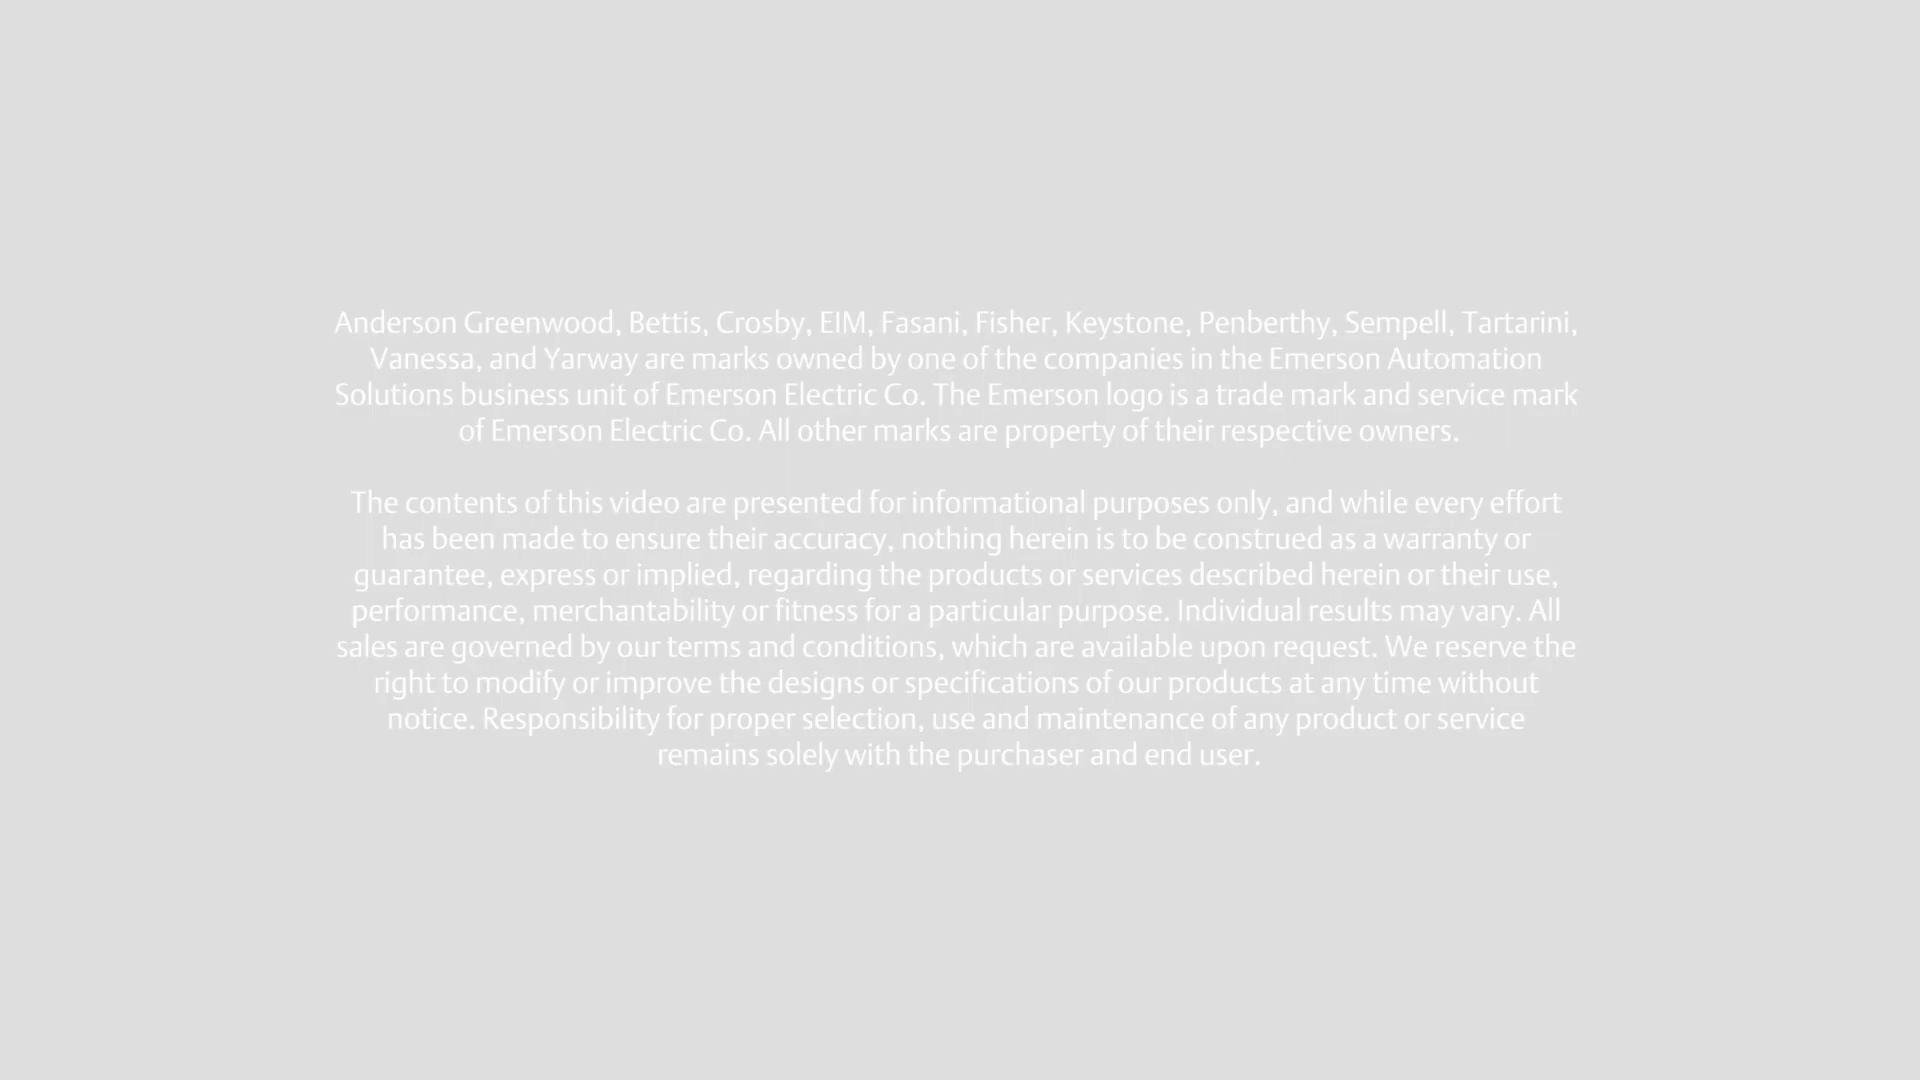 Anderson Greenwood, Bettis, Crosby, EIM, Fasani, Fisher, Keystone, Penberthy, Sempell, Tartarini,
Vanessa, and Yarway are marks owned by one of the companies in the Emerson Automation
Solutions business unit of Emerson Electric Co. The Emerson logo is a trade mark and service mark
of Emerson Electric Co. All other marks are property of their respective owners.
The contents of this video are presented for informational purposes only, and while every effort
has been made to ensure their accuracy, nothing herein is to be construed as a warranty or
guarantee, express or implied, regarding the products or services described herein or their use,
performance, merchantability or fitness for a particular purpose. Individual results may vary. All
sales are governed by our terms and conditions, which are available upon request. We reserve the
right to modify or improve the designs or specifications of our products at any time without
notice. Responsibility for proper selection, use and maintenance of any product or service
remains solely with the purchaser and end user.